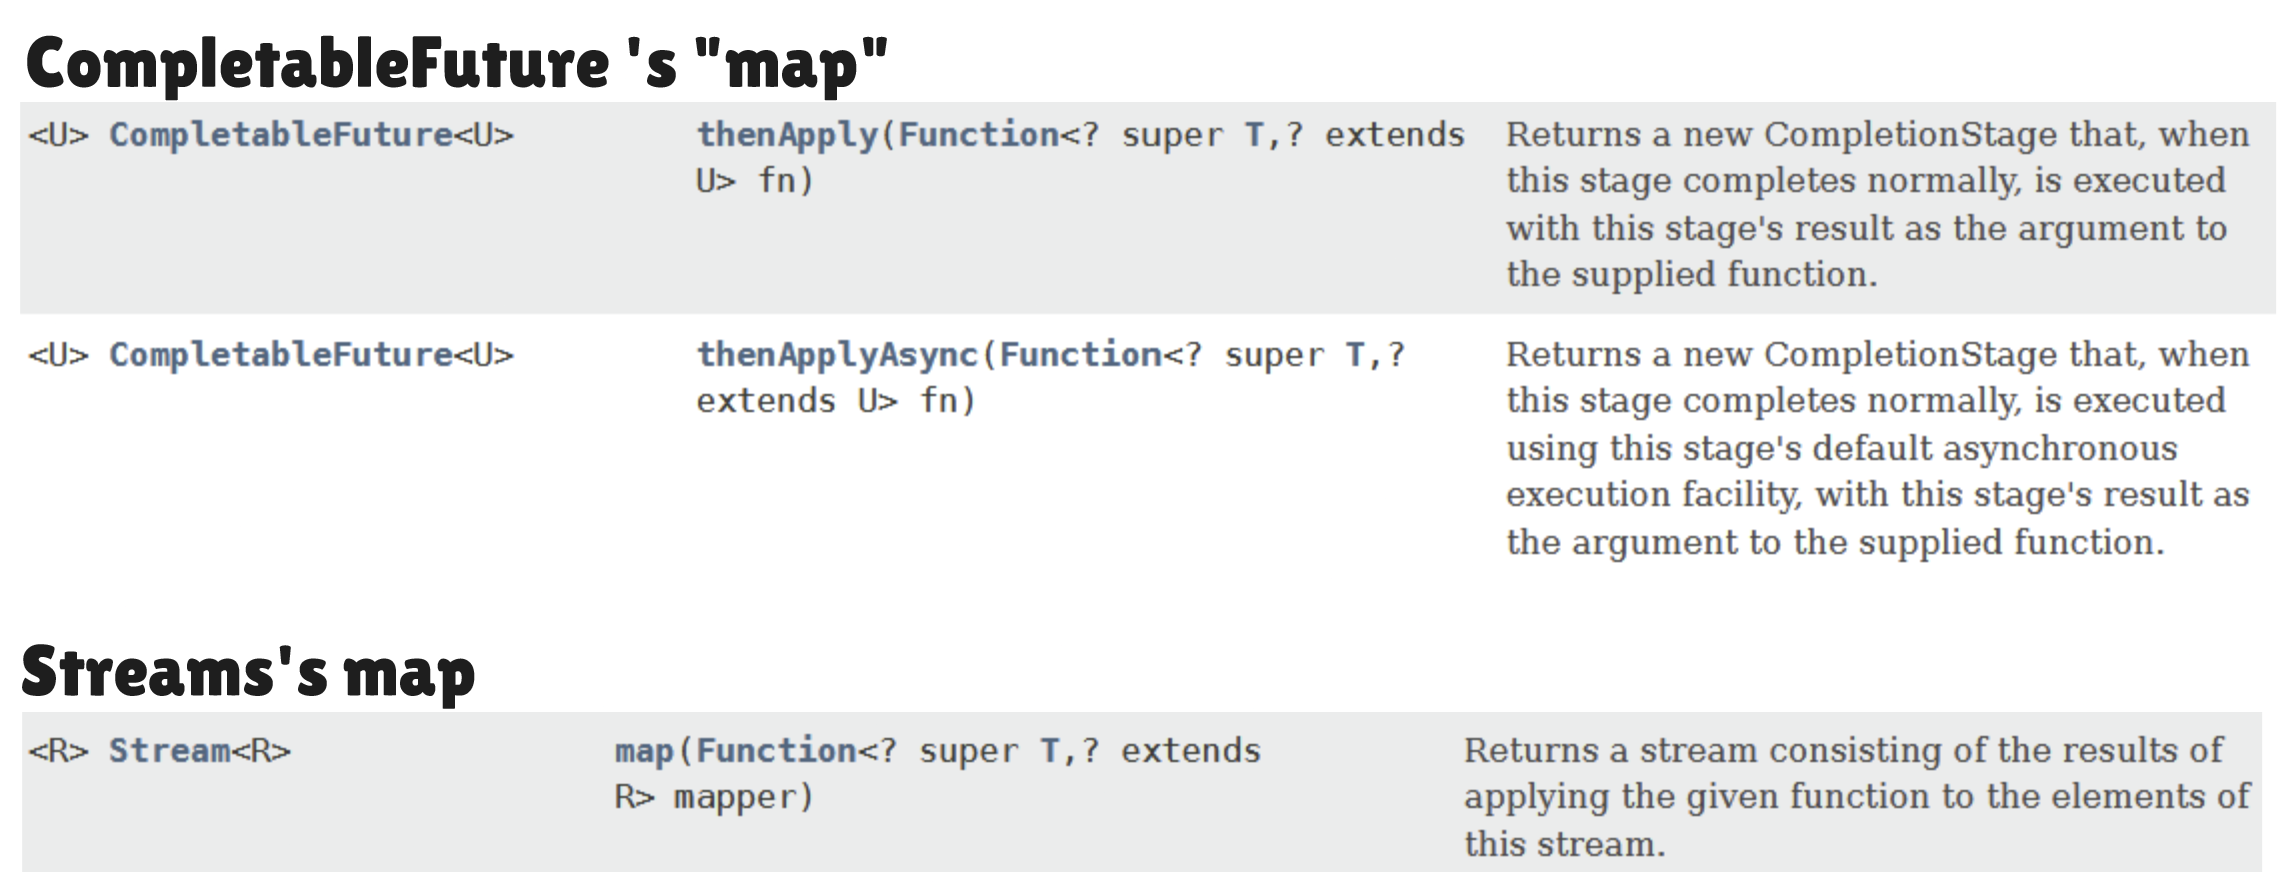 CompletableFuture 's "map"
<U> CompletableFuture<U>
thenApply(Function<? super T,? extends
U> fn)
Returns a new CompletionStage that, when
this stage completes normally, is executed
with this stage's result as the argument to
the supplied function.
<U> CompletableFuture<U>
thenApplyAsync(Function<? super T,?
extends U> fn)
Returns a new CompletionStage that, when
this stage completes normally, is executed
using this stage's default asynchronous
execution facility, with this stage's result as
the argument to the supplied function.
Streams's map
<R> Stream<R>
map(Function<? super T,? extends
R> mapper)
Returns a stream consisting of the results of
applying the given function to the elements of
this stream.